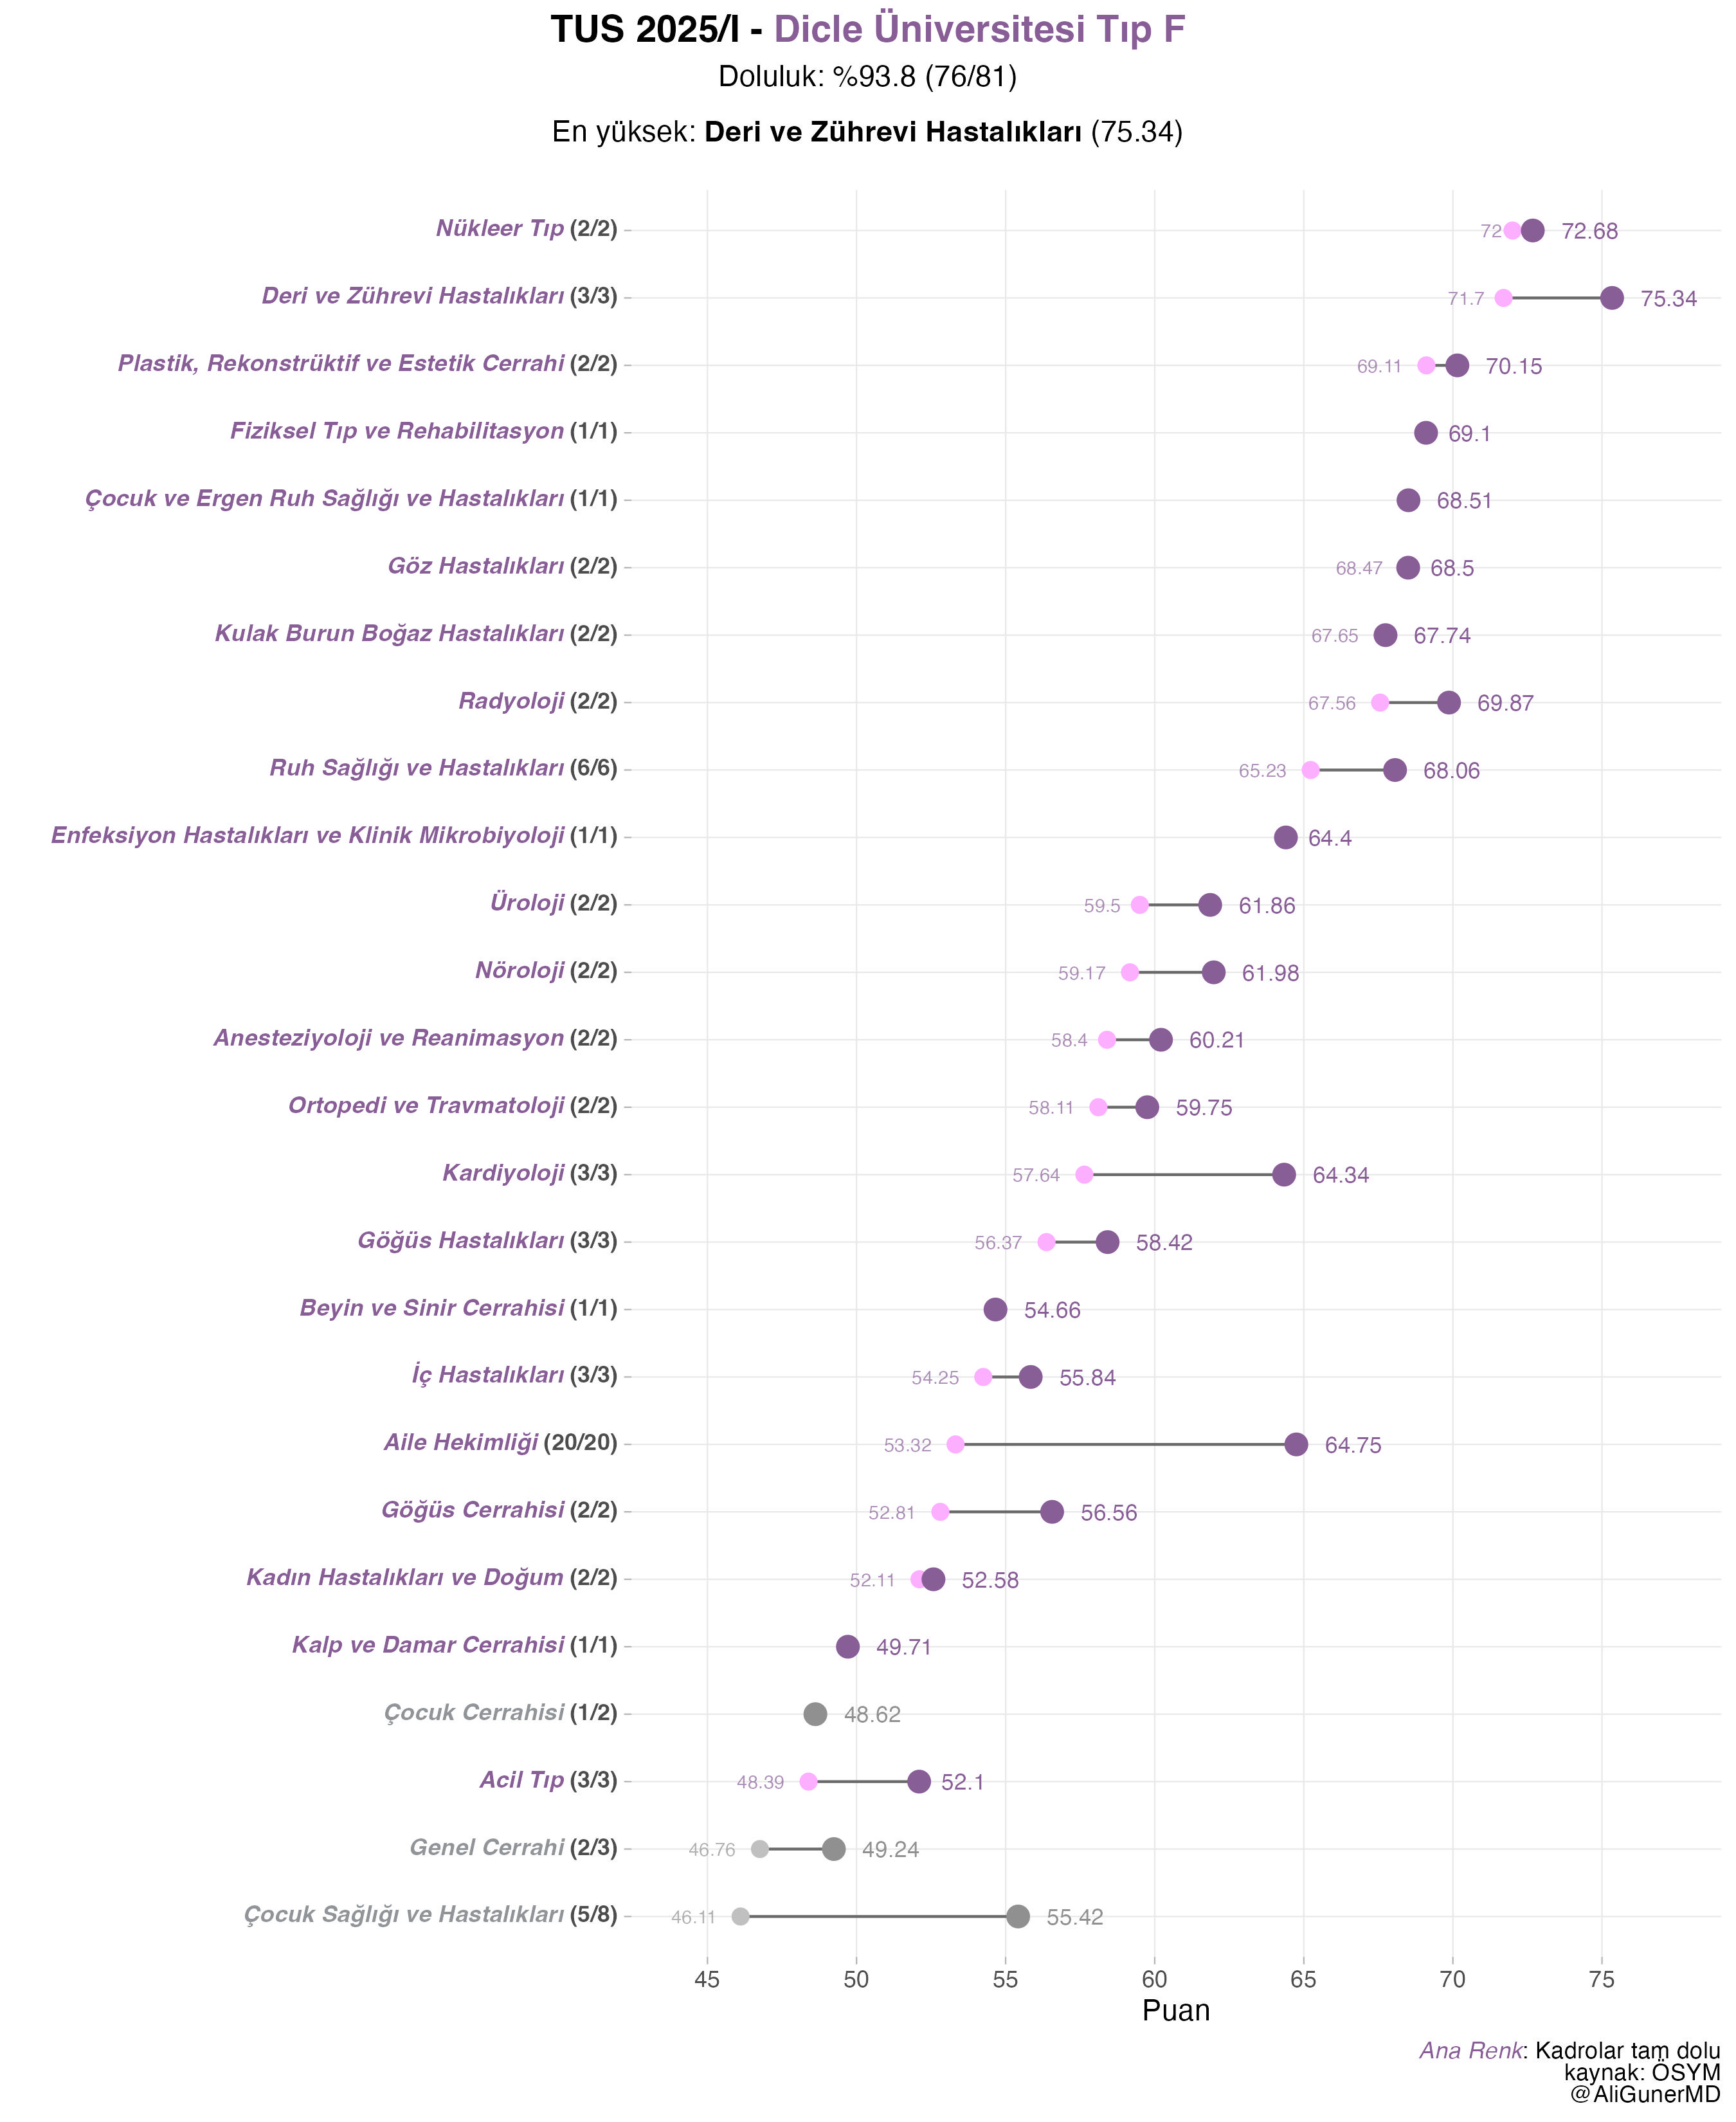 TUS 2025/I - Dicle Üniversitesi Tıp F
Doluluk: %93.8 (76/81)
En yüksek: Deri ve Zührevi Hastalıkları (75.34)
Nükleer Tıp (2/2) 72 72.68
Deri ve Zührevi Hastalıkları (3/3) 71.7 75.34
Plastik, Rekonstrüktif ve Estetik Cerrahi (2/2) 69.11 70.15
Fiziksel Tıp ve Rehabilitasyon (1/1) 69.1
Çocuk ve Ergen Ruh Sağlığı ve Hastalıkları (1/1) 68.51
Göz Hastalıkları (2/2) 68.47 68.5
Kulak Burun Boğaz Hastalıkları (2/2) 67.65 67.74
Radyoloji (2/2) 67.56 69.87
Ruh Sağlığı ve Hastalıkları (6/6) 65.23 68.06
Enfeksiyon Hastalıkları ve Klinik Mikrobiyoloji (1/1) 64.4
Üroloji (2/2) 59.5 61.86
Nöroloji (2/2) 59.17 61.98
Anesteziyoloji ve Reanimasyon (2/2) 58.4 60.21
Ortopedi ve Travmatoloji (2/2) 58.11 59.75
Kardiyoloji (3/3) 57.64 64.34
Göğüs Hastalıkları (3/3) 56.37 58.42
Beyin ve Sinir Cerrahisi (1/1) 54.66
İç Hastalıkları (3/3) 54.25 55.84
Aile Hekimliği (20/20) 53.32 64.75
Göğüs Cerrahisi (2/2) 52.81 56.56
Kadın Hastalıkları ve Doğum (2/2) 52.11 52.58
Kalp ve Damar Cerrahisi (1/1) 49.71
Çocuk Cerrahisi (1/2) 48.62
Acil Tıp (3/3) 48.39 52.1
Genel Cerrahi (2/3) 46.76 49.24
Çocuk Sağlığı ve Hastalıkları (5/8) 46.11 55.42
45 50 55 60 65 70 75
Puan
Ana Renk: Kadrolar tam dolu
kaynak: ÖSYM
@AliGunerMD